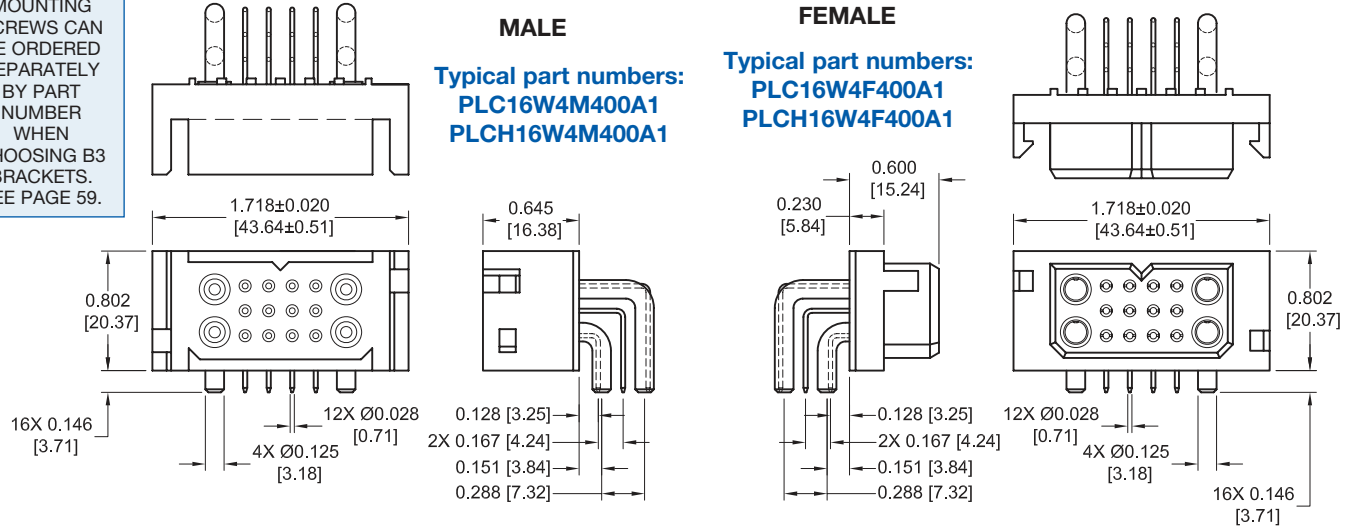 MOUNTING
SCREWS CAN
BE ORDERED
SEPARATELY
BY PART
NUMBER
WHEN
CHOOSING B3
BRACKETS.
SEE PAGE 59.
MALE
Typical part numbers:
PLC16W4M400A1
PLCH16W4M400A1
FEMALE
Typical part numbers:
PLC16W4F400A1
PLCH16W4F400A1
1.718±0.020
[43.64±0.51]
0.802
[20.37]
16X 0.146
[3.71]
12X Ø0.028
[0.71]
4X Ø0.125
[3.18]
0.645
[16.38]
0.128 [3.25]
2X 0.167 [4.24]
0.151 [3.84]
0.288 [7.32]
0.600
[15.24]
0.230
[5.84]
0.128 [3.25]
2X 0.167 [4.24]
0.151 [3.84]
0.288 [7.32]
1.718±0.020
[43.64±0.51]
0.802
[20.37]
12X Ø0.028
[0.71]
4X Ø0.125
[3.18]
16X 0.146
[3.71]